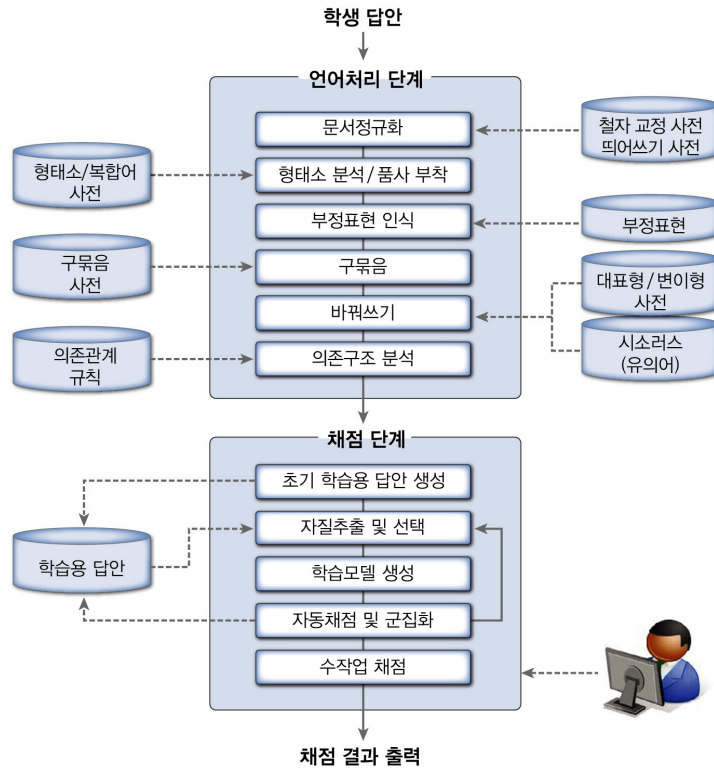 학생 답안
언어처리 단계
문서정규화
철자 교정 사전
띄어쓰기 사전
형태소/복합어
사전
형태소 분석/품사 부착
부정표현 인식
부정표현
구묶음
사전
구묶음
대표형/변이형
사전
바꿔쓰기
시소러스
(유의어)
의존관계
규칙
의존구조 분석
채점 단계
초기 학습용 답안 생성
자질추출 및 선택
학습용 답안
학습모델 생성
자동채점 및 군집화
수작업 채점
채점 결과 출력